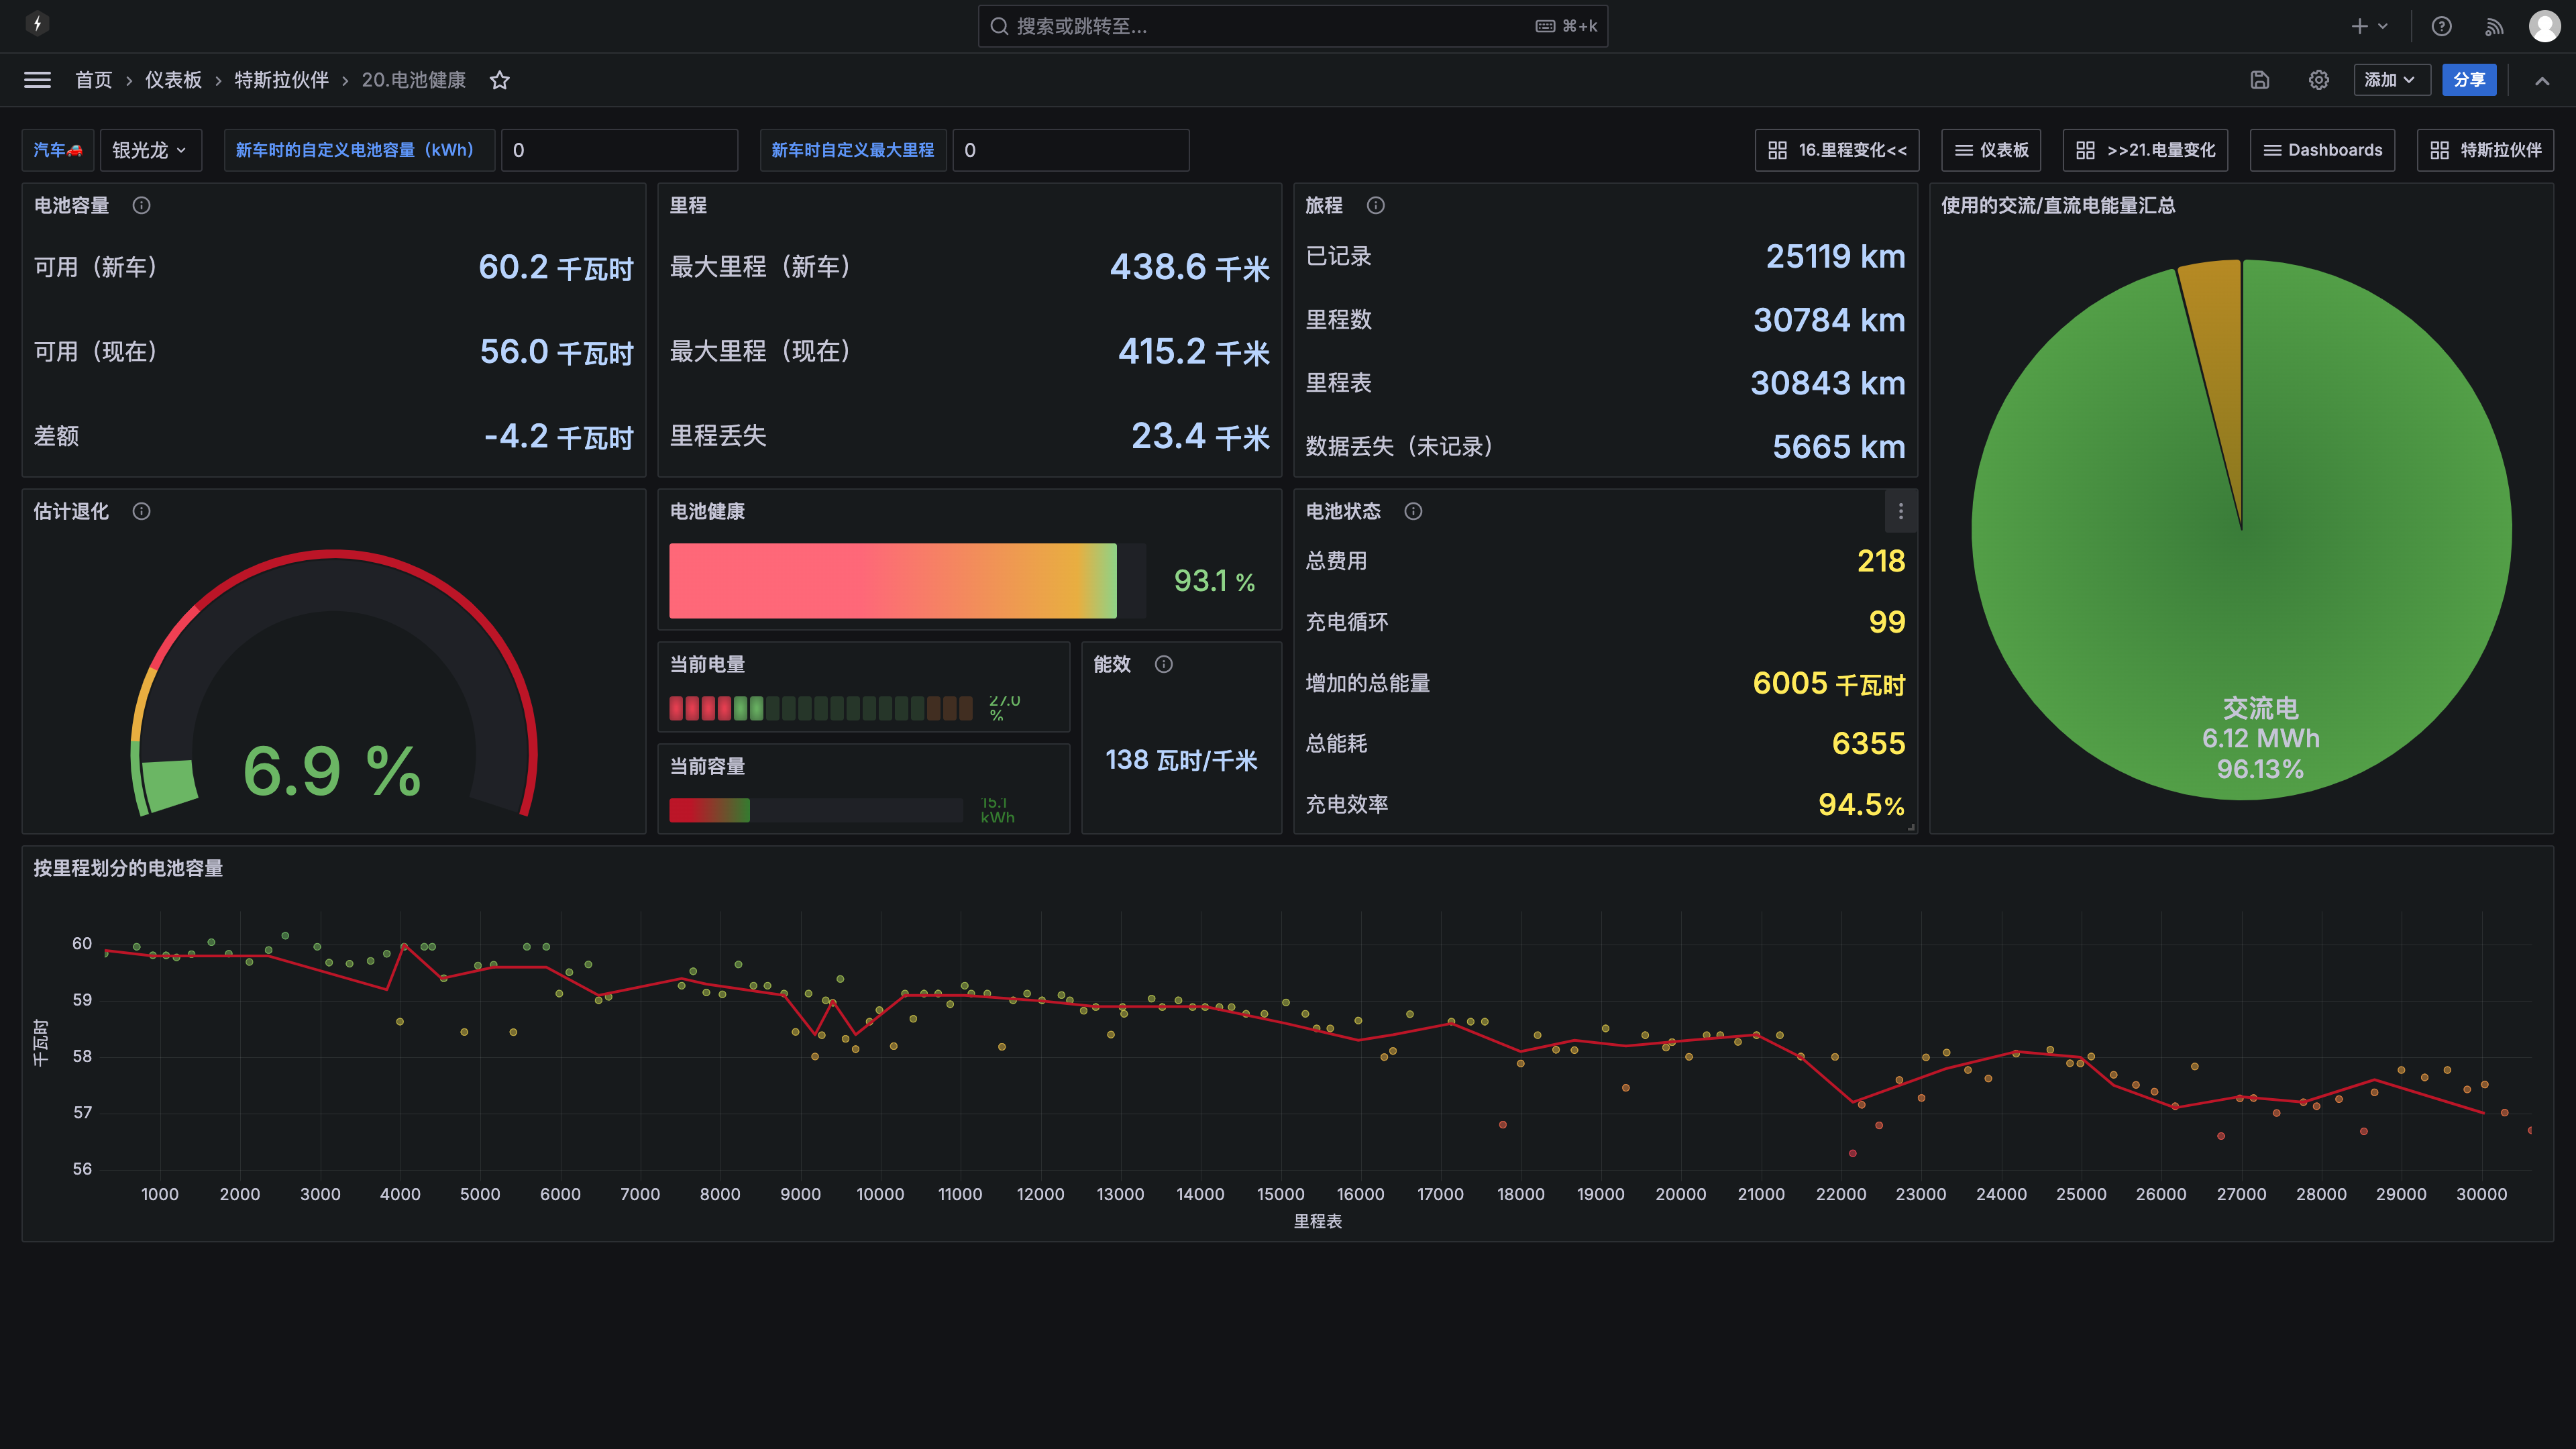 搜索或跳转至...
⌘+k
首页 › 仪表板 › 特斯拉伙伴 › 20.电池健康
添加
分享
汽车🚗
银光龙
新车时的自定义电池容量（kWh）
0
新车时自定义最大里程
0
16.里程变化<<
仪表板
>>21.电量变化
Dashboards
特斯拉伙伴
电池容量
可用（新车） 60.2 千瓦时
可用（现在） 56.0 千瓦时
差额 -4.2 千瓦时
里程
最大里程（新车） 438.6 千米
最大里程（现在） 415.2 千米
里程丢失 23.4 千米
旅程
已记录 25119 km
里程数 30784 km
里程表 30843 km
数据丢失（未记录） 5665 km
使用的交流/直流电能量汇总
交流电
6.12 MWh
96.13%
估计退化
6.9 %
电池健康
93.1 %
当前电量
27.0
%
当前容量
15.1
kWh
能效
138 瓦时/千米
电池状态
总费用 218
充电循环 99
增加的总能量 6005 千瓦时
总能耗 6355
充电效率 94.5%
按里程划分的电池容量
千瓦时
60
59
58
57
56
1000 2000 3000 4000 5000 6000 7000 8000 9000 10000 11000 12000 13000 14000 15000 16000 17000 18000 19000 20000 21000 22000 23000 24000 25000 26000 27000 28000 29000 30000
里程表